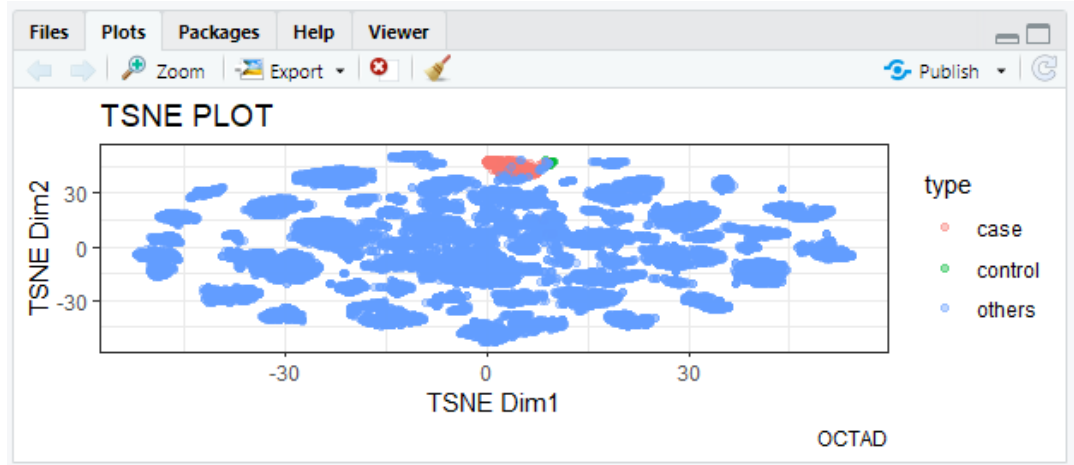 Files Plots Packages Help Viewer
Zoom Export Publish
TSNE PLOT
TSNE Dim2
30
0
-30
-30 0 30
TSNE Dim1
type
case
control
others
OCTAD